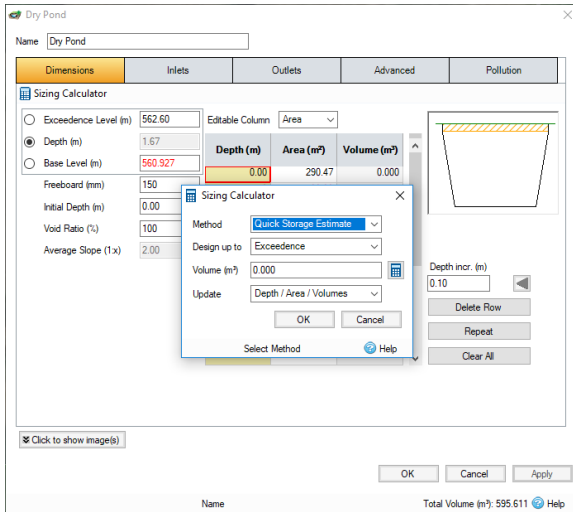 Dry Pond
Name Dry Pond
Dimensions Inlets Outlets Advanced Pollution
Sizing Calculator
Exceedence Level (m) 562.60
Depth (m) 1.67
Base Level (m) 560.927
Freeboard (mm) 150
Initial Depth (m) 0.00
Void Ratio (%) 100
Average Slope (1:x) 2.00
Editable Column Area
Depth (m) Area (m²) Volume (m³)
0.00 290.47 0.000
Sizing Calculator
Method Quick Storage Estimate
Design up to Exceedence
Volume (m³) 0.000
Update Depth / Area / Volumes
OK Cancel
Select Method Help
Depth incr. (m)
0.10
Delete Row
Repeat
Clear All
Click to show image(s)
OK Cancel Apply
Name Total Volume (m³): 595.611 Help